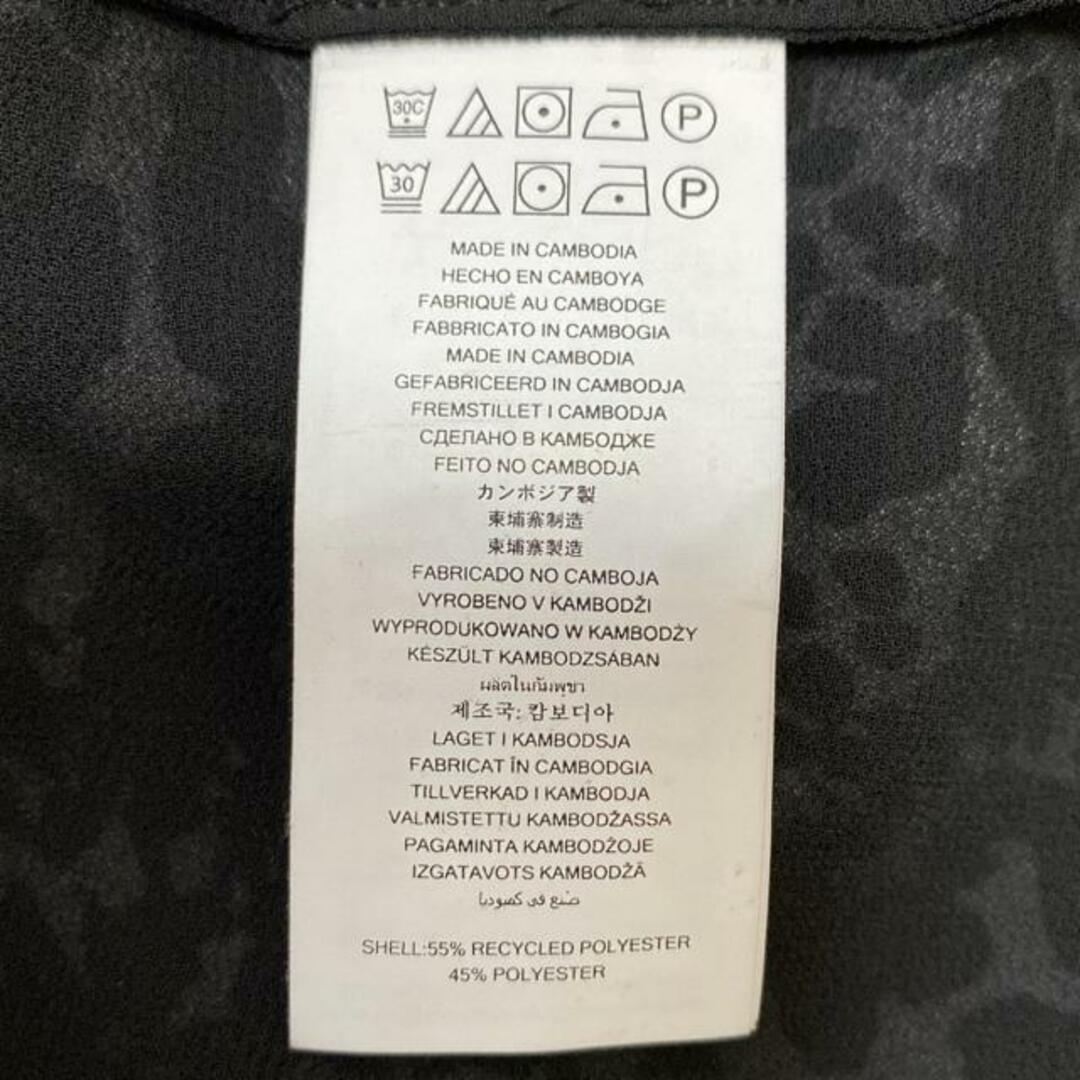 30C P
30 P
MADE IN CAMBODIA
HECHO EN CAMBOYA
FABRIQUÉ AU CAMBODGE
FABBRICATO IN CAMBOGIA
MADE IN CAMBODIA
GEFABRICEERD IN CAMBODJA
FREMSTILLET I CAMBODJA
СДЕЛАНО В КАМБОДЖЕ
FEITO NO CAMBODJA
カンボジア製
柬埔寨制造
柬埔寨製造
FABRICADO NO CAMBOJA
VYROBENO V KAMBODŽI
WYPRODUKOWANO W KAMBODŻY
KÉSZÜLT KAMBODZSÁBAN
ผลิตในกัมพูชา
제조국: 캄보디아
LAGET I KAMBODSJA
FABRICAT ÎN CAMBODGIA
TILLVERKAD I KAMBODJA
VALMISTETTU KAMBODŽASSA
PAGAMINTA KAMBODŽOJE
IZGATAVOTS KAMBODŽĀ
صُنع في كمبوديا
SHELL:55% RECYCLED POLYESTER
45% POLYESTER